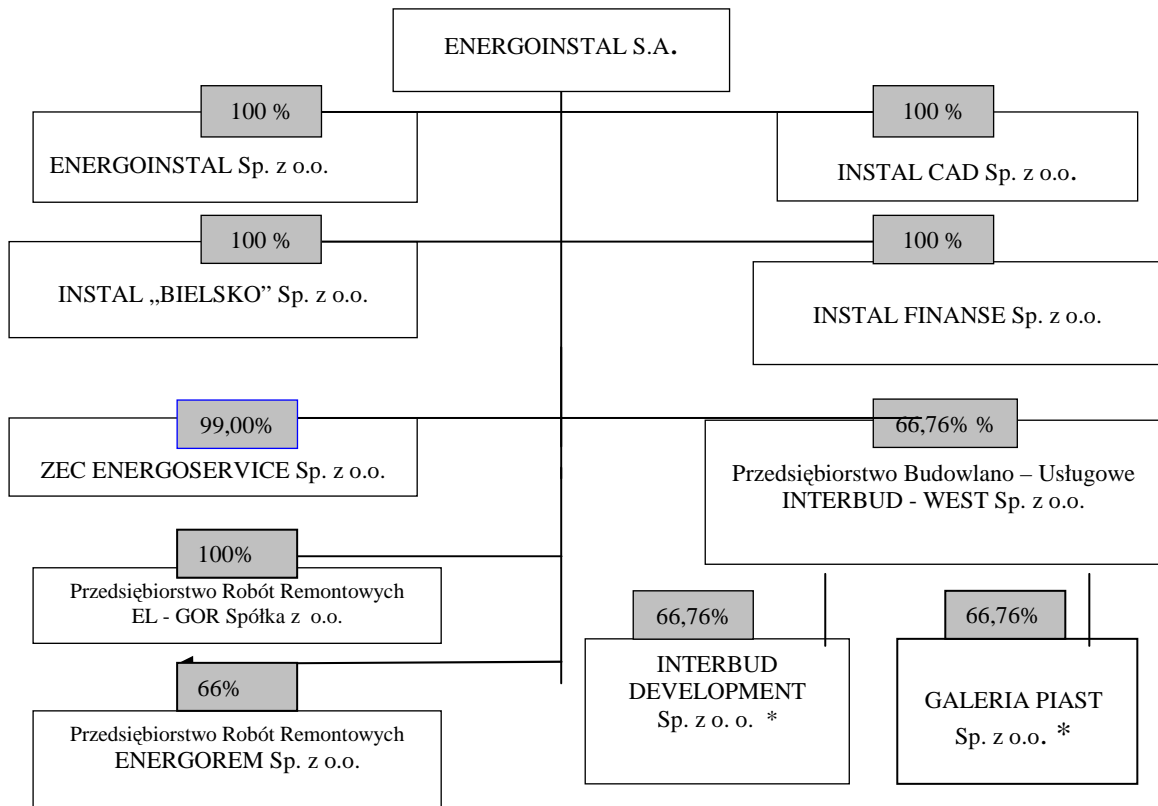 ENERGOINSTAL S.A.
100 %
ENERGOINSTAL Sp. z o.o.
100 %
INSTAL CAD Sp. z o.o.
100 %
INSTAL „BIELSKO” Sp. z o.o.
100 %
INSTAL FINANSE Sp. z o.o.
99,00%
ZEC ENERGOSERVICE Sp. z o.o.
66,76% %
Przedsiębiorstwo Budowlano – Usługowe
INTERBUD - WEST Sp. z o.o.
100%
Przedsiębiorstwo Robót Remontowych
EL - GOR Spółka z o.o.
66%
Przedsiębiorstwo Robót Remontowych
ENERGOREM Sp. z o.o.
66,76%
INTERBUD
DEVELOPMENT
Sp. z o. o. *
66,76%
GALERIA PIAST
Sp. z o.o. *